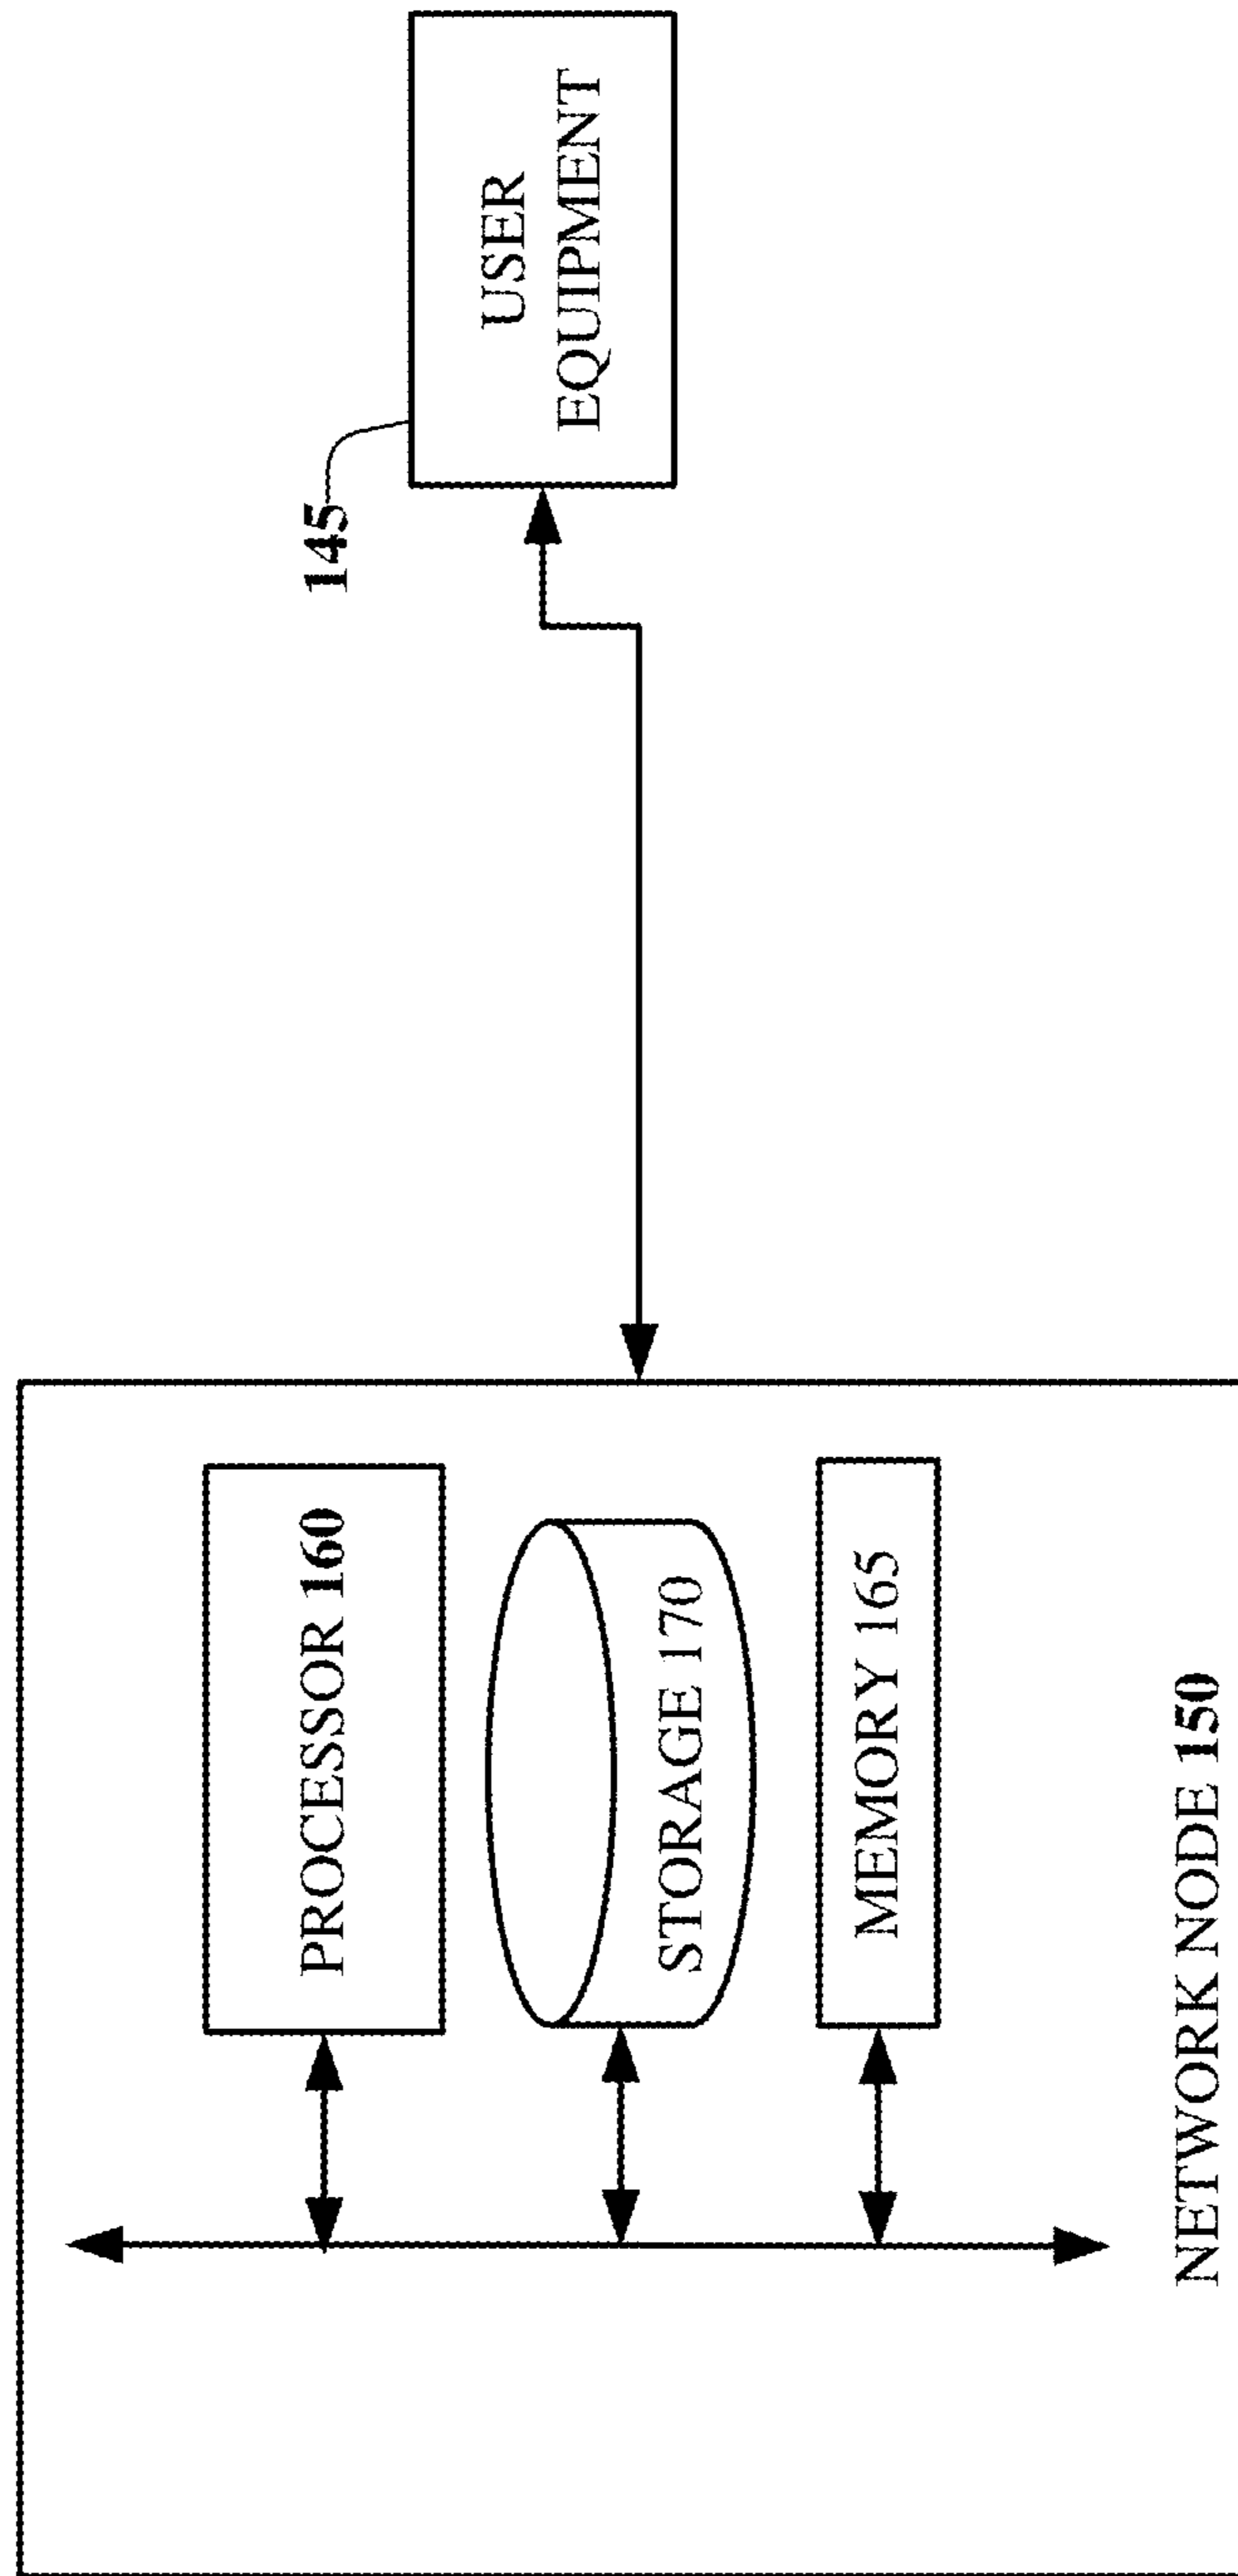 PROCESSOR 160
STORAGE 170
MEMORY 165
NETWORK NODE 150
145
USER
EQUIPMENT